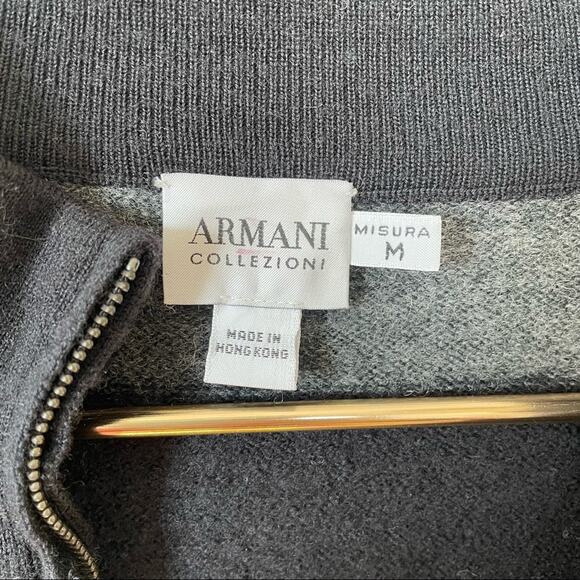 ARMANI
COLLEZIONI
MISURA
M
MADE IN
HONG KONG